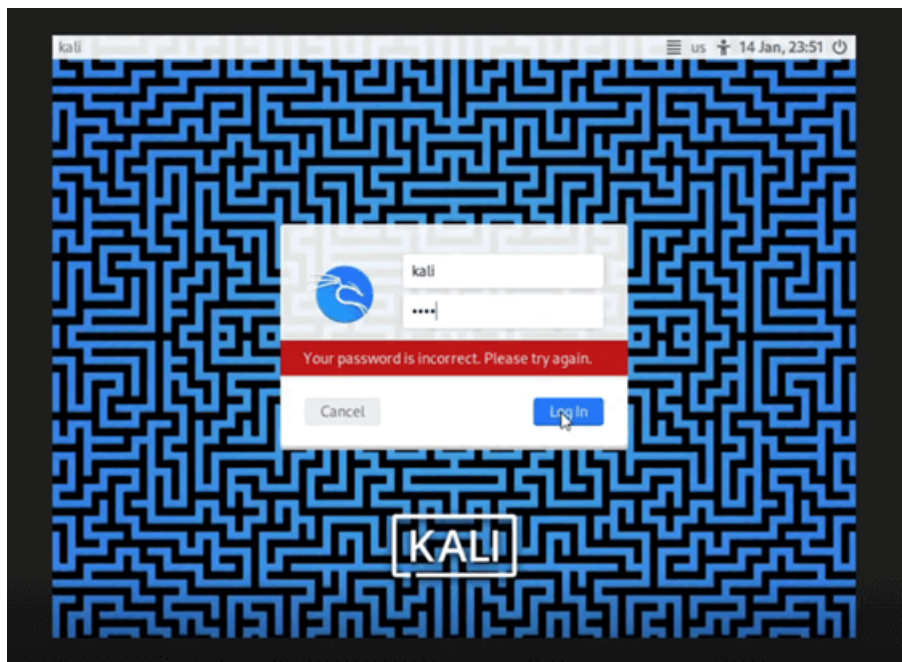 kali us 14 Jan, 23:51
kali
••••
Your password is incorrect. Please try again.
Cancel Log In
KALI